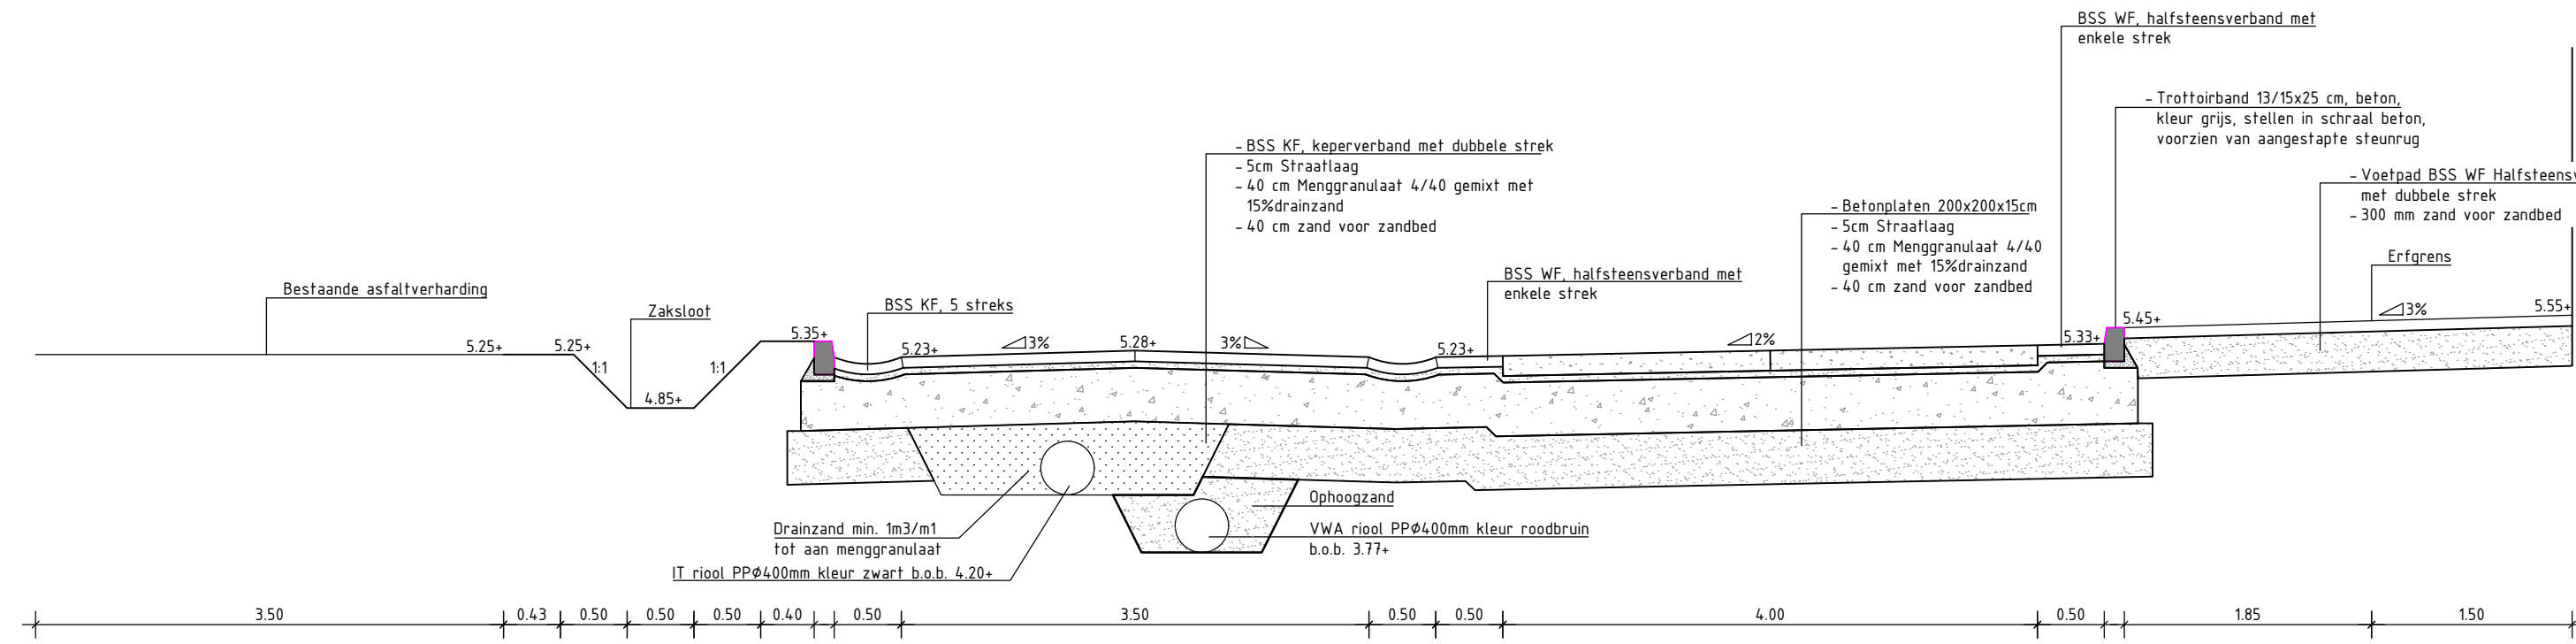 BSS WF, halfsteensverband met
enkele strek
- Trottoirband 13/15x25 cm, beton,
kleur grijs, stellen in schraal beton,
voorzien van aangestapte steunrug
- BSS KF, keperverband met dubbele strek
- 5cm Straatlaag
- 40 cm Menggranulaat 4/40 gemixt met
15%drainzand
- 40 cm zand voor zandbed
- Voetpad BSS WF Halfsteensv
met dubbele strek
- 300 mm zand voor zandbed
- Betonplaten 200x200x15cm
- 5cm Straatlaag
- 40 cm Menggranulaat 4/40
gemixt met 15%drainzand
- 40 cm zand voor zandbed
Erfgrens
BSS WF, halfsteensverband met
enkele strek
Bestaande asfaltverharding
Zaksloot
BSS KF, 5 streks
5.25+
5.25+
1:1
4.85+
1:1
5.35+
5.23+
3%
5.28+
3%
5.23+
2%
5.33+
5.45+
3%
5.55+
Ophoogzand
Drainzand min. 1m3/m1
tot aan menggranulaat
VWA riool PPØ400mm kleur roodbruin
b.o.b. 3.77+
IT riool PPØ400mm kleur zwart b.o.b. 4.20+
3.50 0.43 0.50 0.50 0.50 0.40 0.50 3.50 0.50 0.50 4.00 0.50 1.85 1.50